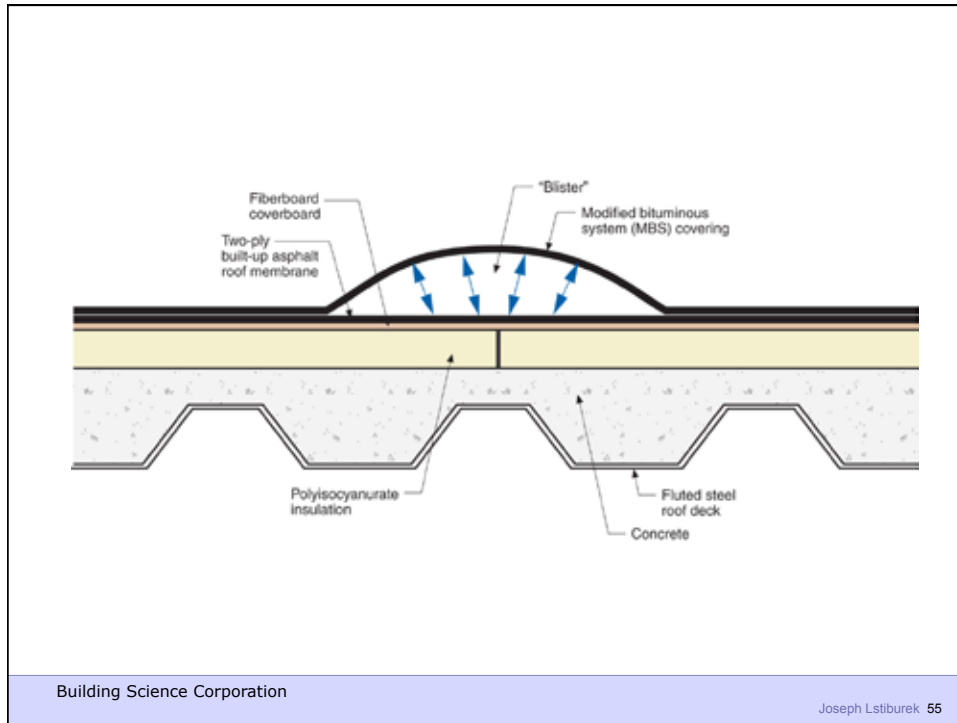 "Blister"
Fiberboard
coverboard
Modified bituminous
system (MBS) covering
Two-ply
built-up asphalt
roof membrane
Polyisocyanurate
insulation
Fluted steel
roof deck
Concrete
Building Science Corporation
Joseph Lstiburek 55